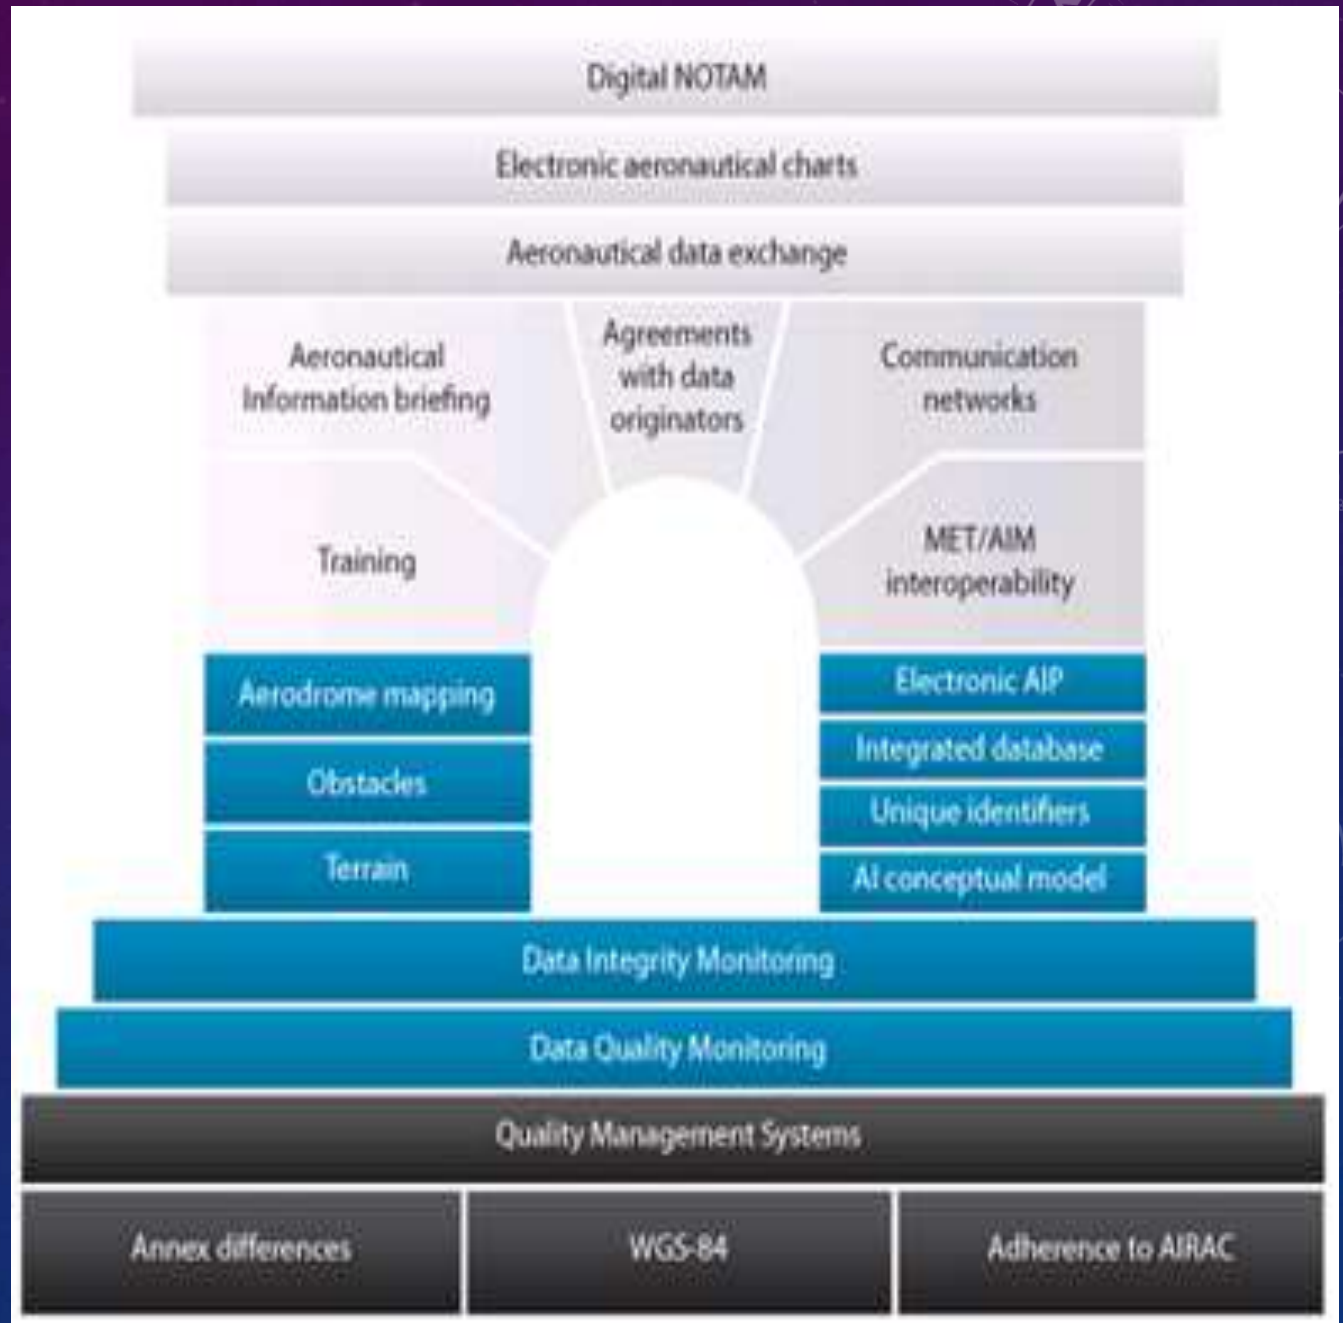 Digital NOTAM
Electronic aeronautical charts
Aeronautical data exchange
Aeronautical
Information briefing
Agreements
with data
originators
Communication
networks
Training
MET/AIM
interoperability
Aerodrome mapping
Obstacles
Terrain
Electronic AIP
Integrated database
Unique identifiers
AI conceptual model
Data Integrity Monitoring
Data Quality Monitoring
Quality Management Systems
Annex differences
WGS-84
Adherence to AIRAC